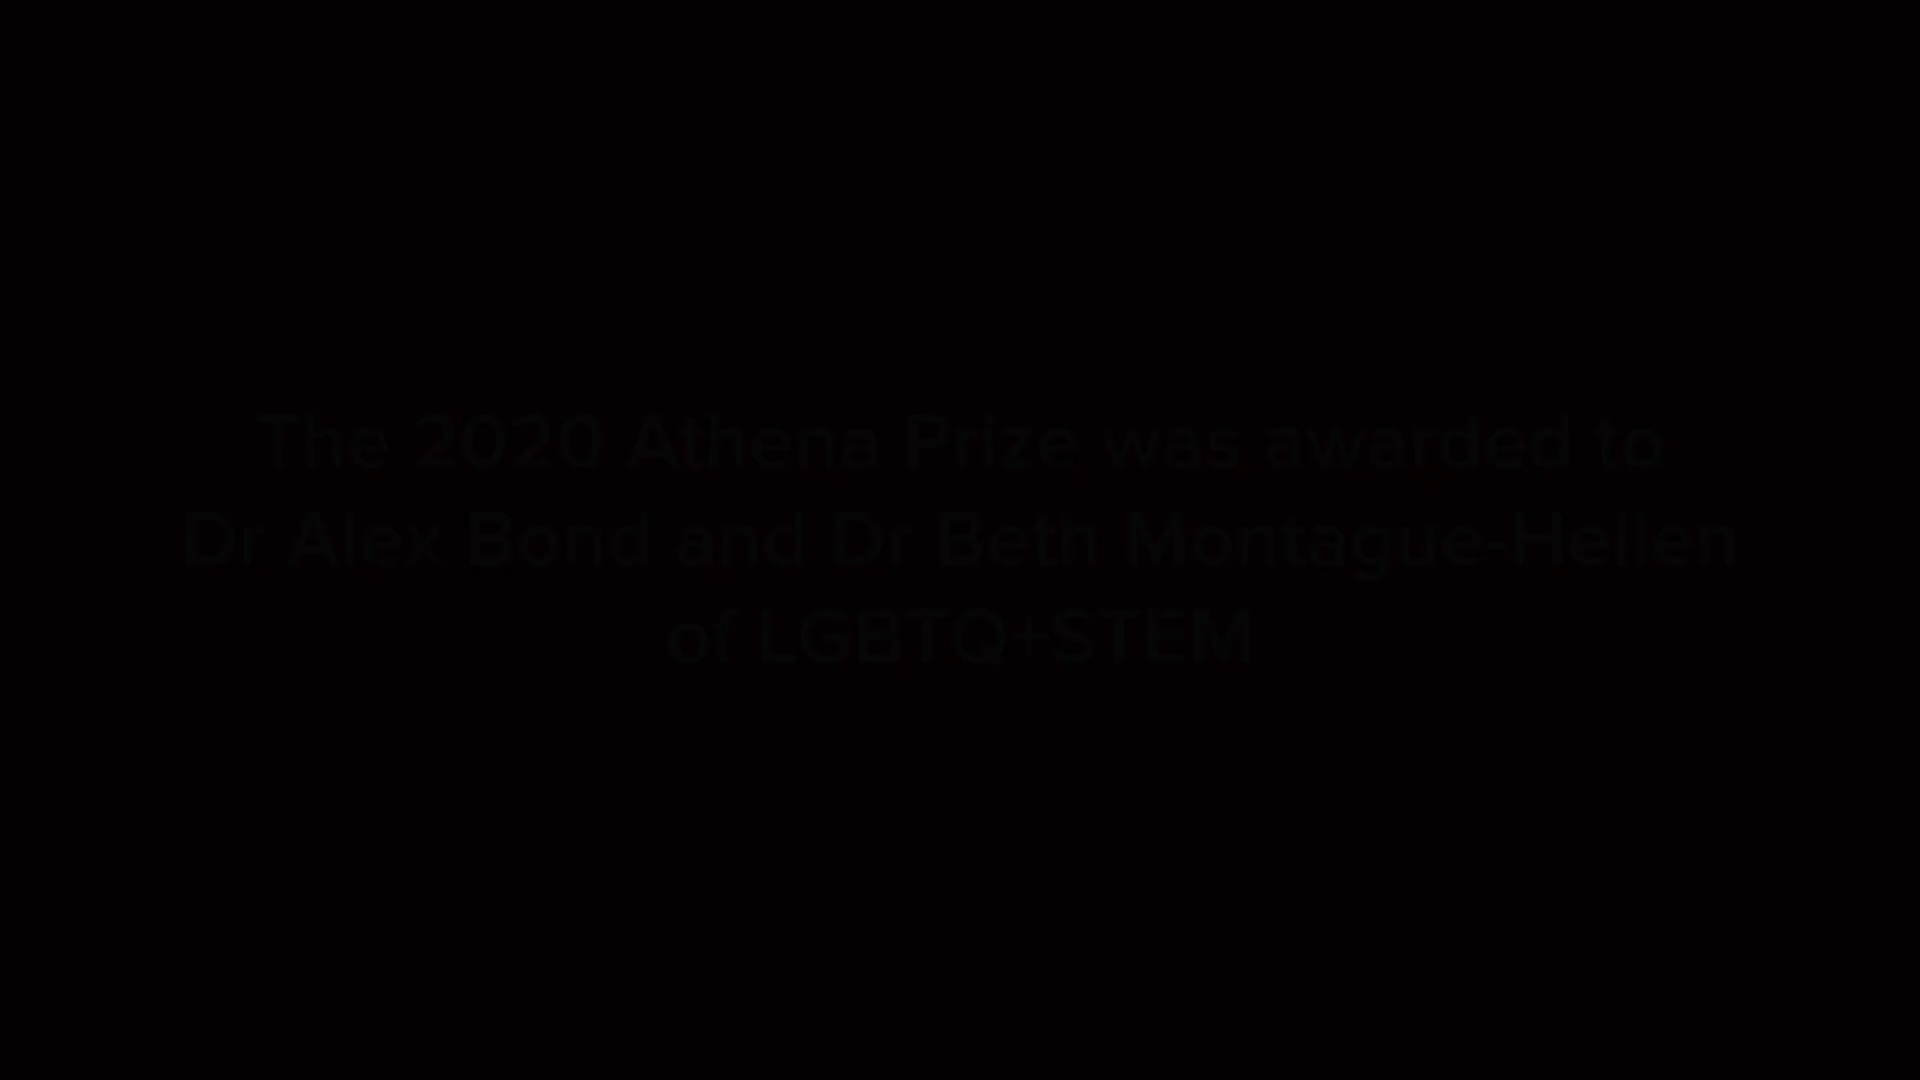 The 2020 Athena Prize was awarded to
Dr Alex Bond and Dr Beth Montague-Hellen
of LGBTQ+STEM